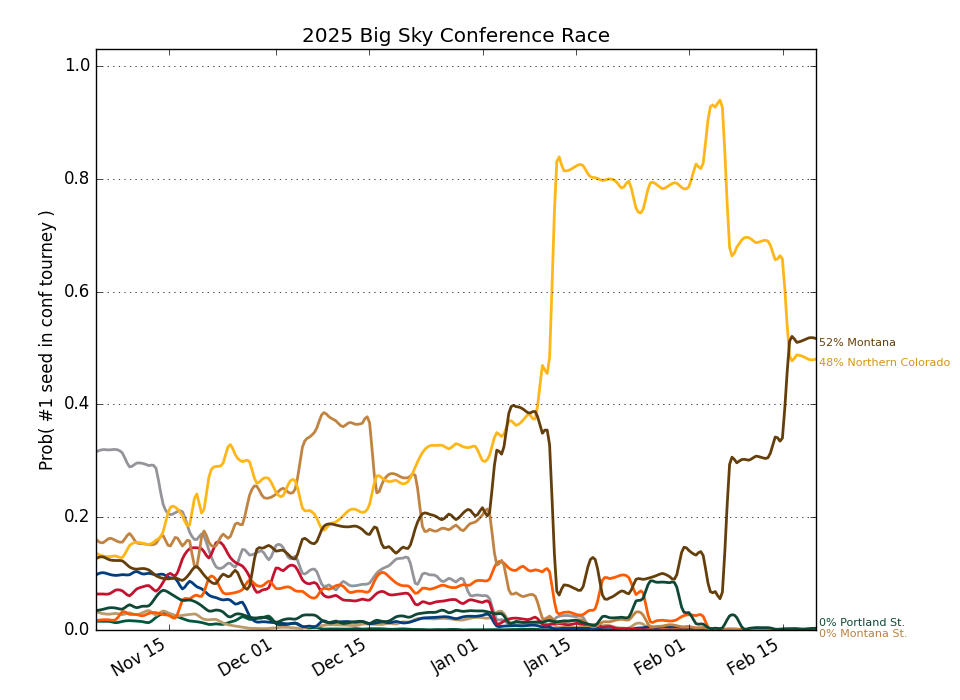 2025 Big Sky Conference Race
Prob( #1 seed in conf tourney )
1.0
0.8
0.6
0.4
0.2
0.0
52% Montana
48% Northern Colorado
0% Portland St.
0% Montana St.
Nov 15
Dec 01
Dec 15
Jan 01
Jan 15
Feb 01
Feb 15